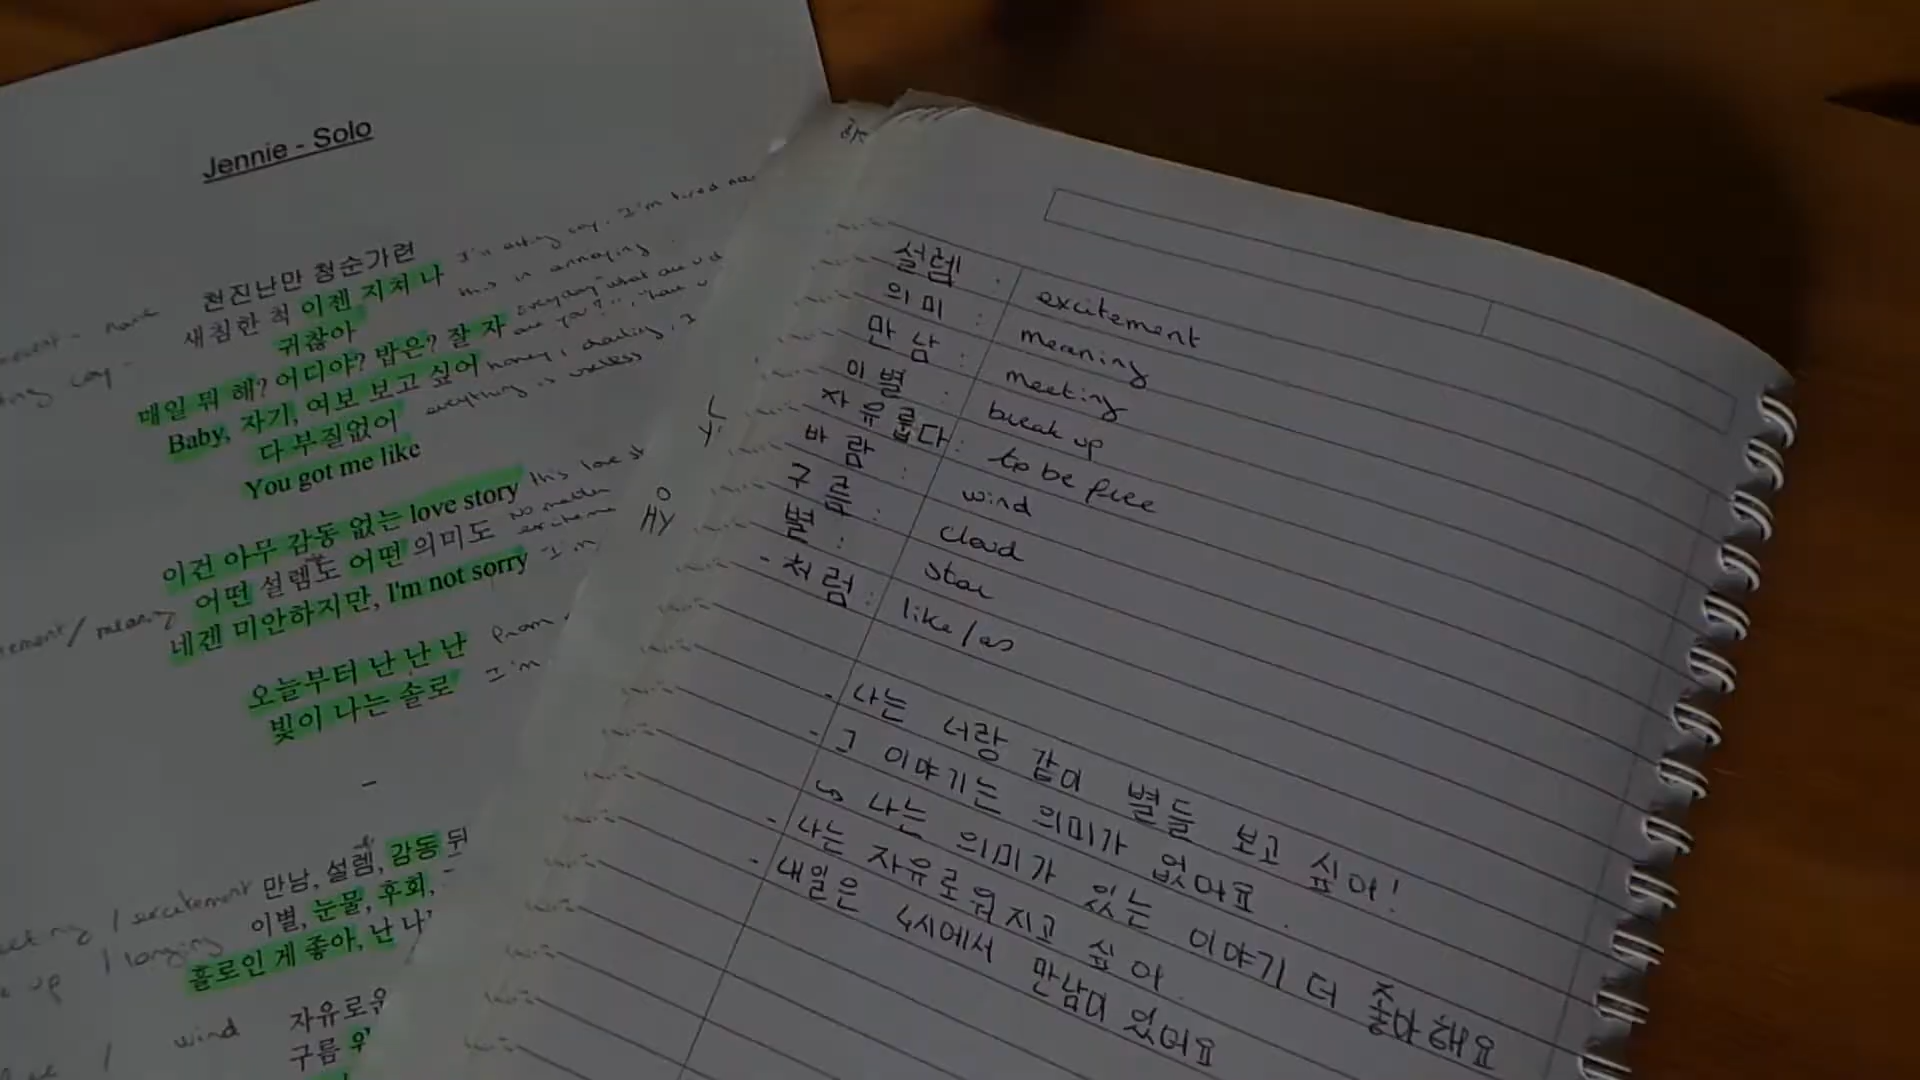 Jennie - Solo
천진난만 청순가련
새침한 척 이젠 지쳐 나
귀찮아
매일 뭐 해? 어디야? 밥은? 잘 자
Baby, 자기, 여보 보고 싶어
다 부질없어
You got me like
이건 아무 감동 없는 love story
어떤 설렘도 어떤 의미도
네겐 미안하지만, I'm not sorry
오늘부터 난 난 난
빛이 나는 솔로
만남, 설렘, 감동 뒤
이별, 눈물, 후회,
홀로인 게 좋아, 난 나
자유로우
구름 위
this is annoying
everything is useless
/ meaning
/ excitement
/ longing
wind
설렘 : excitement
의미 : meaning
만남 : meeting
이별 : break up
자유롭다 : to be free
바람 : wind
구름 : cloud
별 : star
-처럼 : like/as
- 나는 너랑 같이 별들 보고 싶어!
- 그 이야기는 의미가 없어요.
↳ 나는 의미가 있는 이야기 더 좋아해요
- 나는 자유로워지고 싶어.
- 내일은 4시에서 만남이 있어요